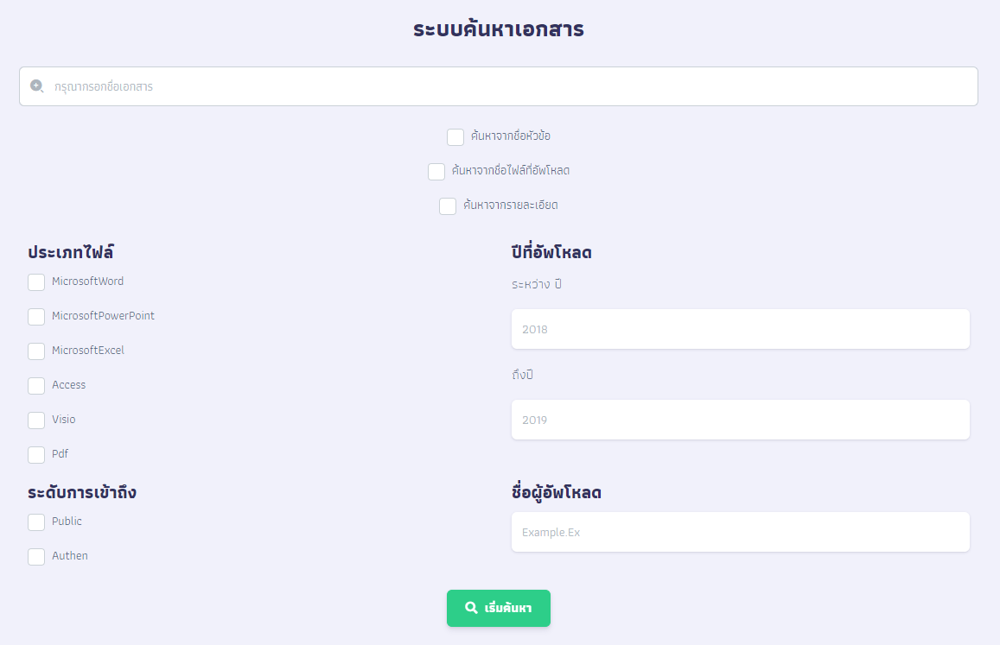 ระบบค้นหาเอกสาร
กรุณากรอกชื่อเอกสาร
ค้นหาจากชื่อหัวข้อ
ค้นหาจากชื่อไฟล์ที่อัพโหลด
ค้นหาจากรายละเอียด
ประเภทไฟล์
MicrosoftWord
MicrosoftPowerPoint
MicrosoftExcel
Access
Visio
Pdf
ปีที่อัพโหลด
ระหว่าง ปี
2018
ถึงปี
2019
ระดับการเข้าถึง
Public
Authen
ชื่อผู้อัพโหลด
Example.Ex
เริ่มค้นหา